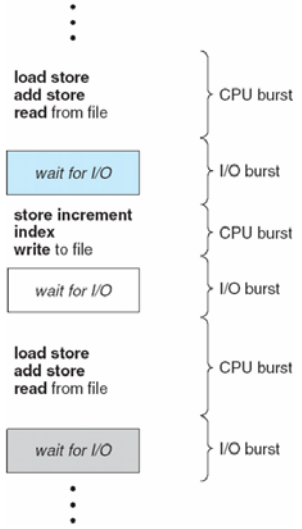 load store
add store
read from file
CPU burst
wait for I/O
I/O burst
store increment
index
write to file
CPU burst
wait for I/O
I/O burst
load store
add store
read from file
CPU burst
wait for I/O
I/O burst